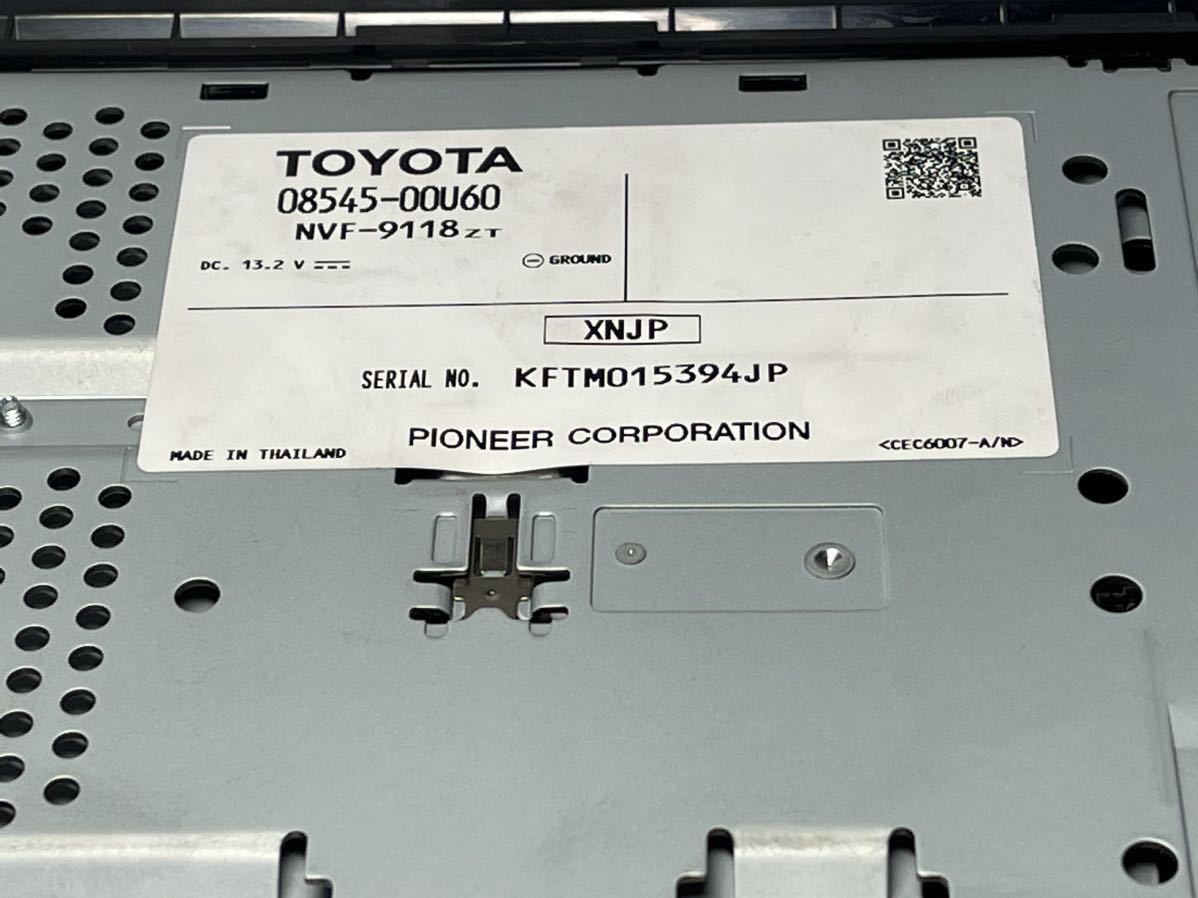 TOYOTA
08545-00U60
NVF-9118ZT
DC. 13.2 V
GROUND
XNJP
SERIAL NO. KFTM015394JP
PIONEER CORPORATION
MADE IN THAILAND
<CEC6007-A/N>